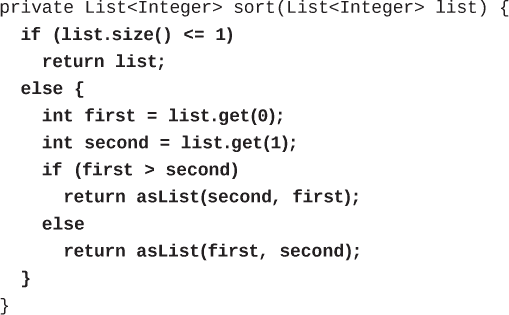 private List<Integer> sort(List<Integer> list) {
  if (list.size() <= 1)
    return list;
  else {
    int first = list.get(0);
    int second = list.get(1);
    if (first > second)
      return asList(second, first);
    else
      return asList(first, second);
  }
}